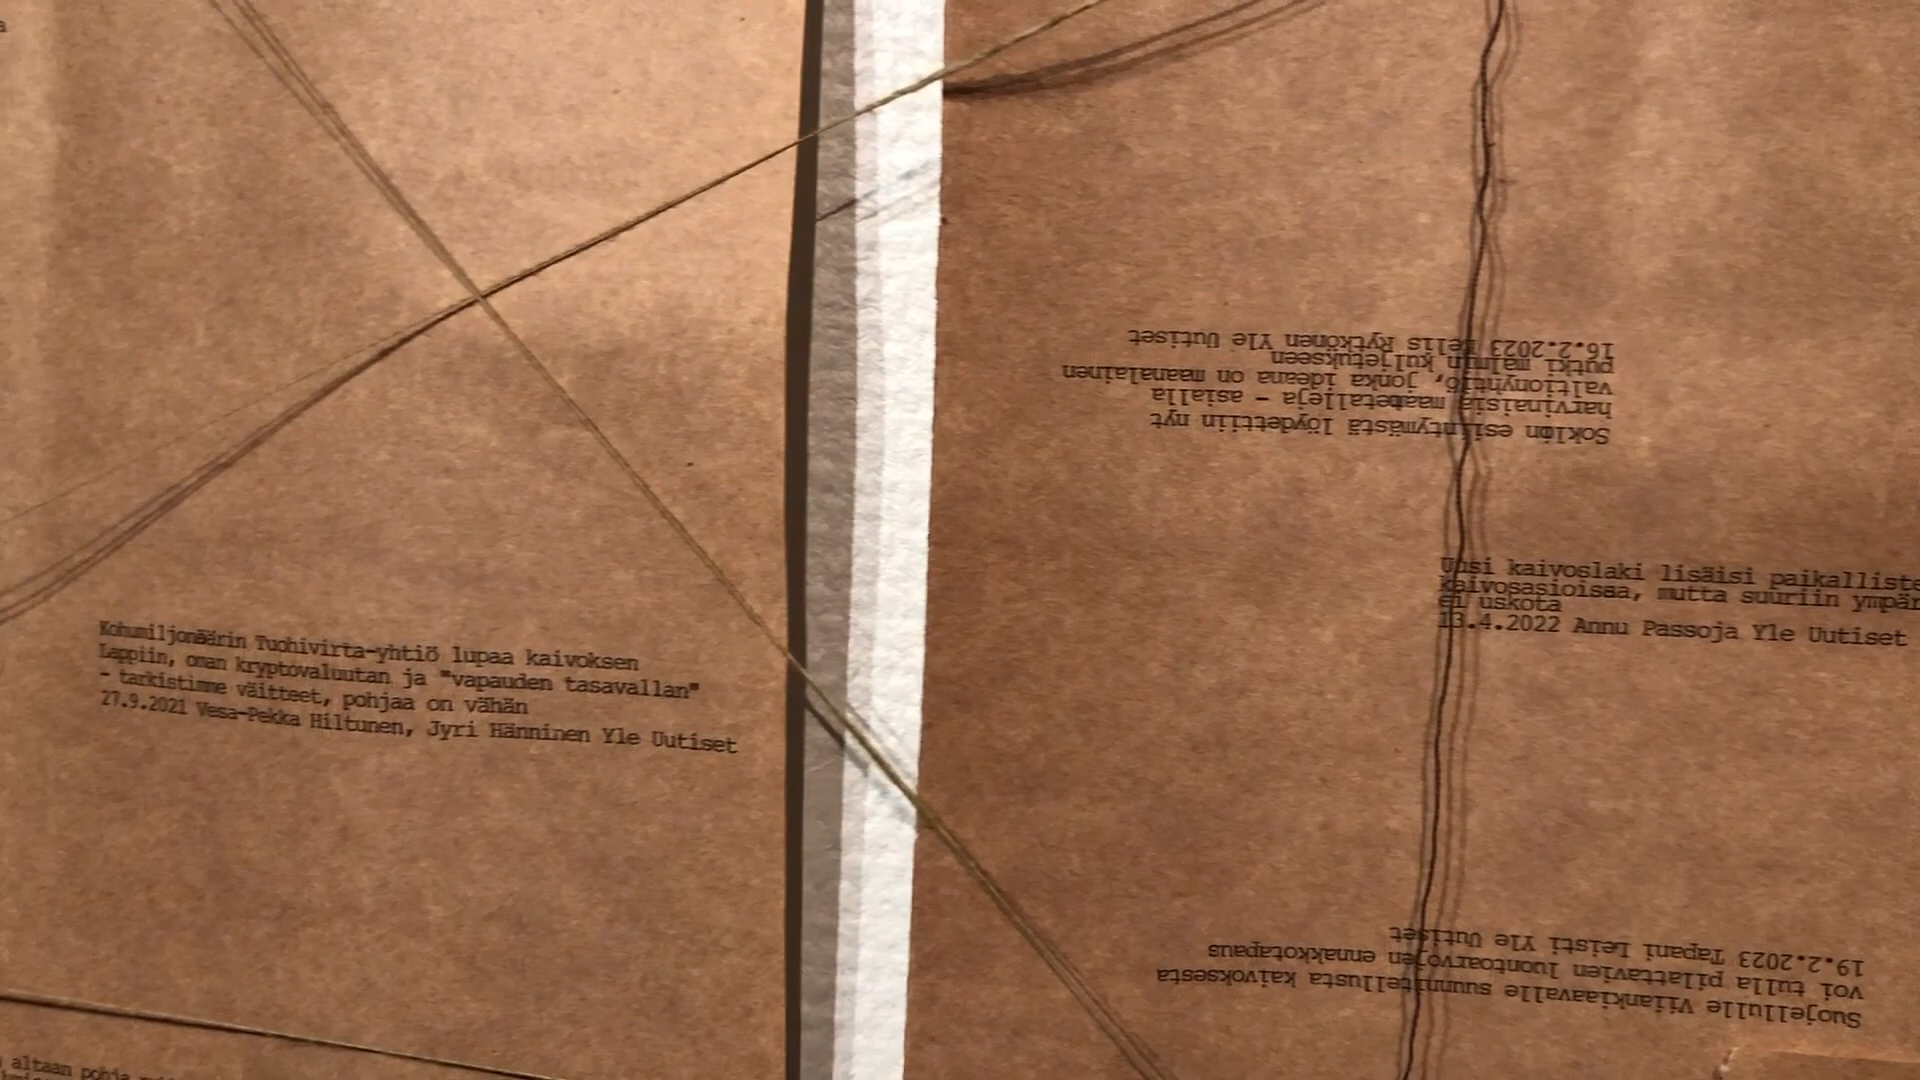 Kohumiljonäärin Tuohivirta-yhtiö lupaa kaivoksen
Lappiin, oman kryptovaluutan ja "vapauden tasavallan"
- tarkistimme väitteet, pohjaa on vähän
27.9.2021 Vesa-Pekka Hiltunen, Jyri Hänninen Yle Uutiset
altaan pohja
Soklin esiintymästä löydettiin nyt
harvinaisia maametalleja - asialla
valtionyhtiö, jonka ideana on maanalainen
putki malmin kuljetukseen
16.2.2023 Rytkönen Yle Uutiset
Uusi kaivoslaki lisäisi paikalliste
kaivosasioissa, mutta suuriin ympär
ei uskota
13.4.2022 Annu Passoja Yle Uutiset
Suojellulle Viiankiaavalle suunnitellusta kaivoksesta
voi tulla pilattavien luontoarvojen ennakkotapaus
19.2.2023 Tapani Leisti Yle Uutiset